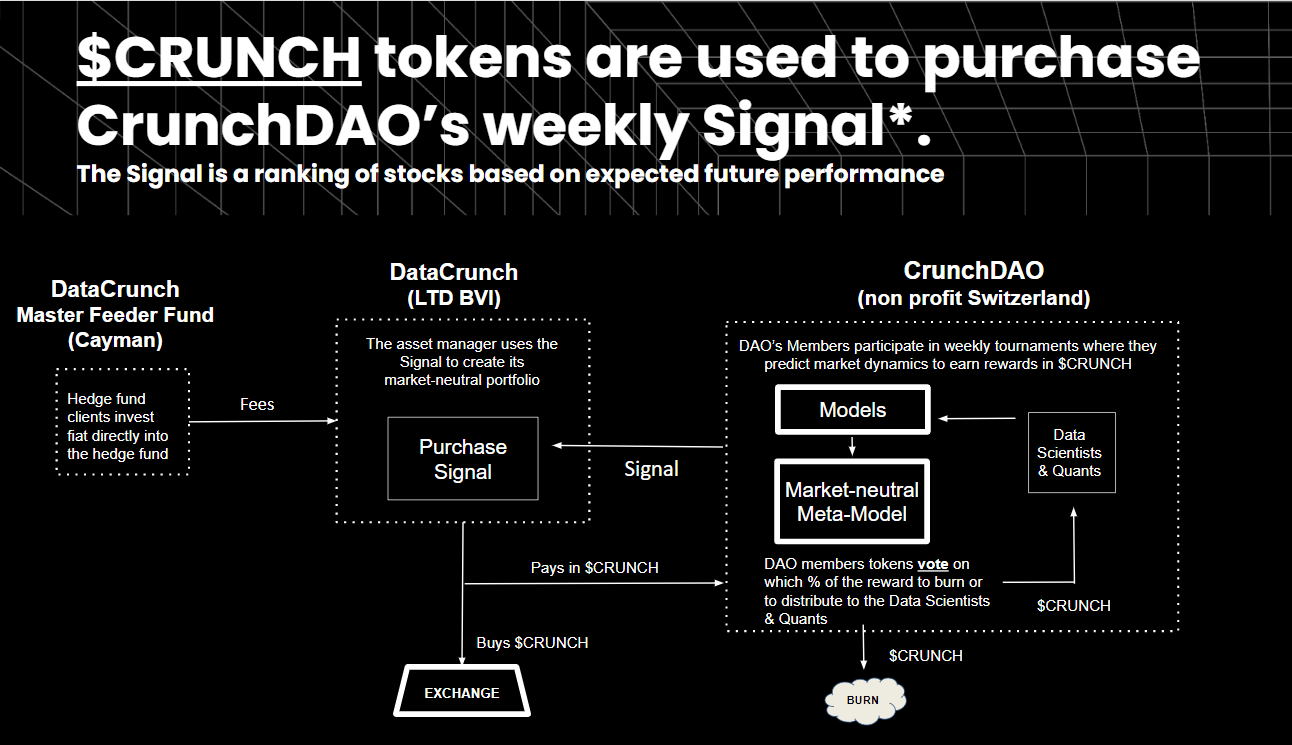 $CRUNCH tokens are used to purchase
CrunchDAO’s weekly Signal*.
The Signal is a ranking of stocks based on expected future performance
DataCrunch
Master Feeder Fund
(Cayman)
Hedge fund
clients invest
fiat directly into
the hedge fund
Fees
DataCrunch
(LTD BVI)
The asset manager uses the
Signal to create its
market-neutral portfolio
Purchase
Signal
Signal
Pays in $CRUNCH
Buys $CRUNCH
EXCHANGE
CrunchDAO
(non profit Switzerland)
DAO’s Members participate in weekly tournaments where they
predict market dynamics to earn rewards in $CRUNCH
Models
Market-neutral
Meta-Model
Data
Scientists
& Quants
DAO members tokens vote on
which % of the reward to burn or
to distribute to the Data Scientists
& Quants
$CRUNCH
$CRUNCH
BURN